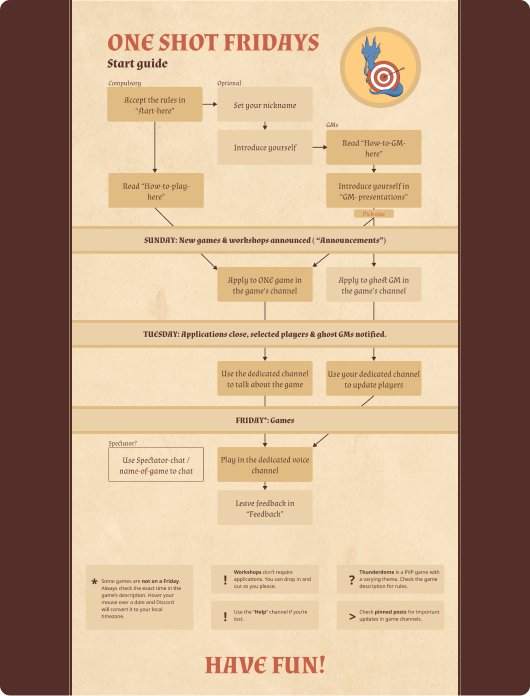 ONE SHOT FRIDAYS
Start guide
Compulsory
Optional
Accept the rules in
"start-here"
Set your nickname
GMs
Introduce yourself
Read "How-to-GM-
here"
Read "How-to-play-
here"
Introduce yourself in
"GM- presentations"
Pick one
SUNDAY: New games & workshops announced ( "Announcements")
Apply to ONE game in
the game's channel
Apply to ghost GM in
the game's channel
TUESDAY: Applications close, selected players & ghost GMs notified.
Use the dedicated channel
to talk about the game
Use your dedicated channel
to update players
FRIDAY*: Games
Spectator?
Use Spectator-chat /
name-of-game to chat
Play in the dedicated voice
channel
Leave feedback in
"Feedback"
* Some games are not on a Friday.
Always check the exact time in the
game's description. Hover your
mouse over a date and Discord
will convert it to your local
timezone.
! Workshops don't require
applications. You can drop in and
out as you please.
? Thunderdome is a PVP game with
a varying theme. Check the game
description for rules.
! Use the "Help" channel if you're
lost.
> Check pinned posts for important
updates in game channels.
HAVE FUN!